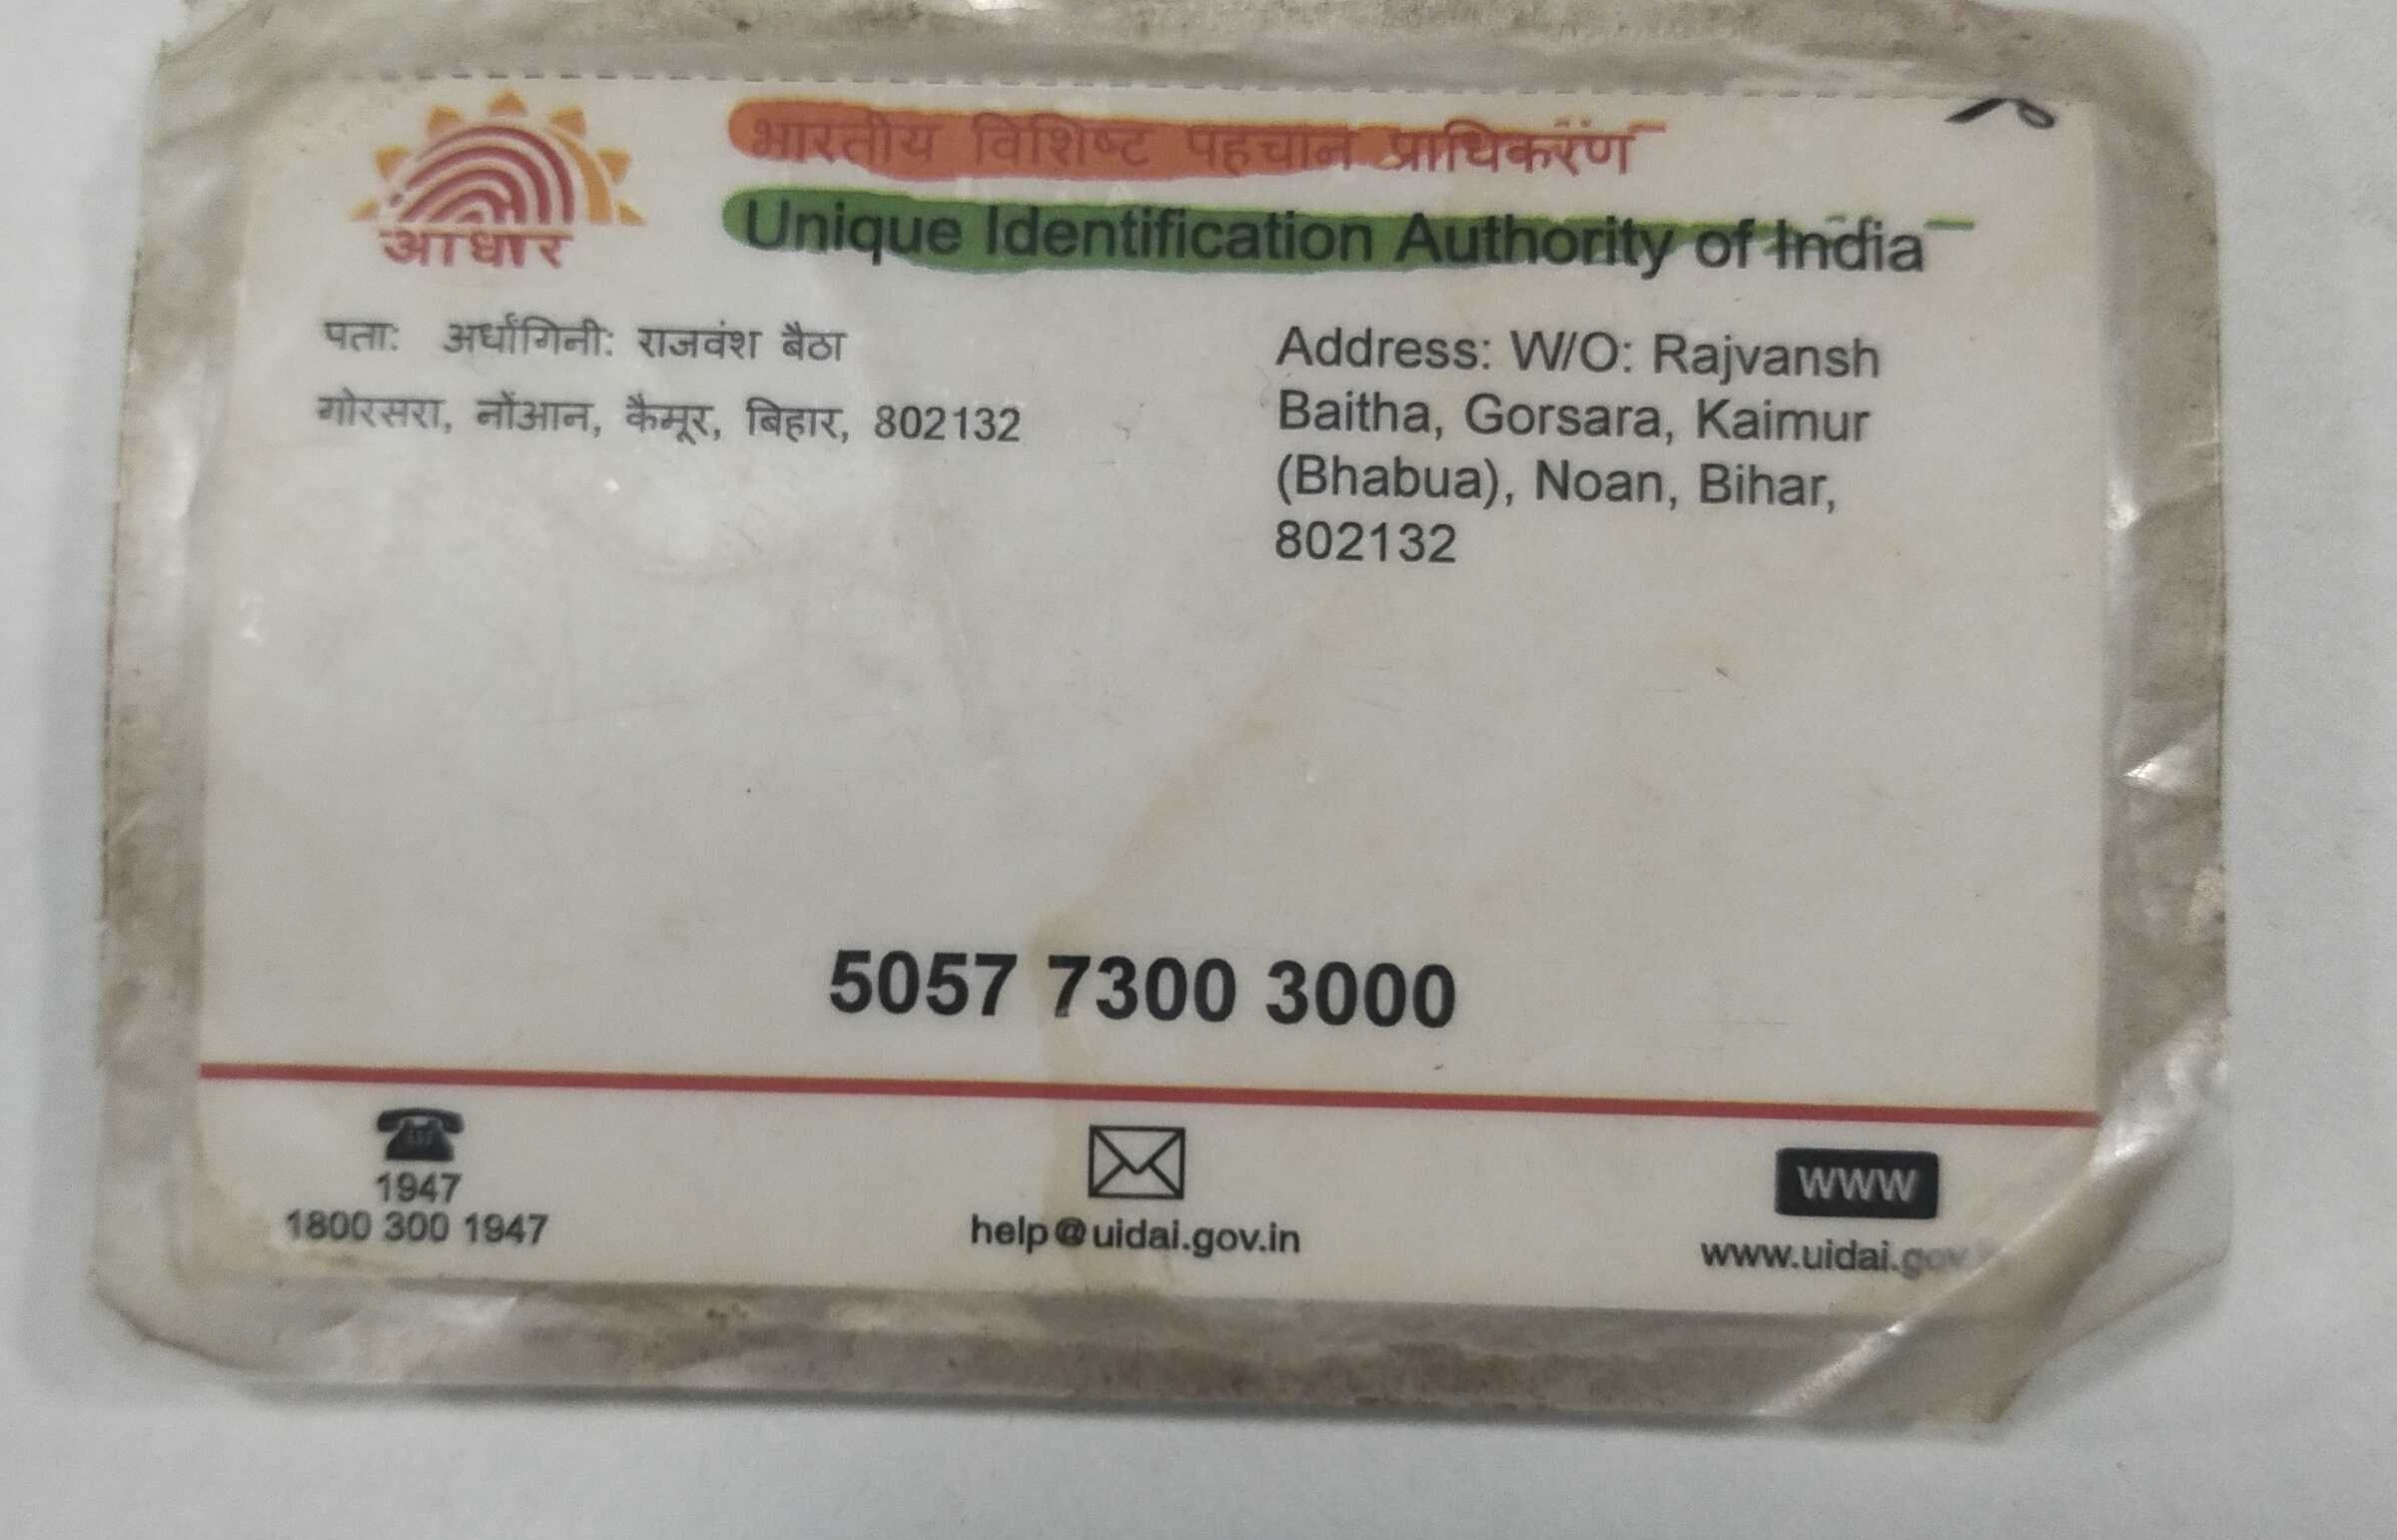 आधार
भारतीय विशिष्ट पहचान प्राधिकरण
Unique Identification Authority of India
पता: अर्धांगिनी: राजवंश बैठा
गोरसरा, नोंआन, कैमूर, बिहार, 802132
Address: W/O: Rajvansh
Baitha, Gorsara, Kaimur
(Bhabua), Noan, Bihar,
802132
5057 7300 3000
1947
1800 300 1947
help@uidai.gov.in
WWW
www.uidai.gov